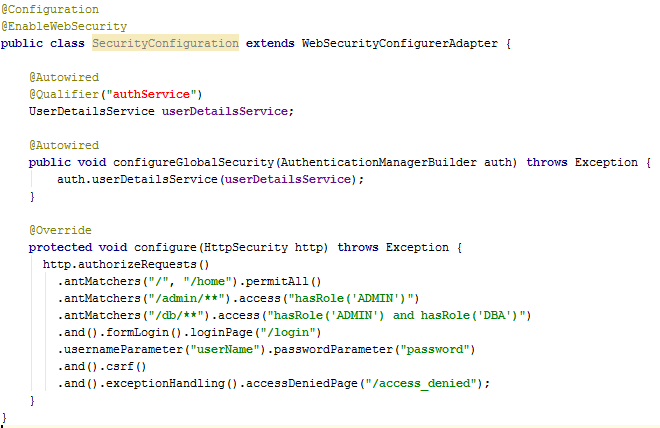 @Configuration
@EnableWebSecurity
public class SecurityConfiguration extends WebSecurityConfigurerAdapter {
@Autowired
@Qualifier("authService")
UserDetailsService userDetailsService;
@Autowired
public void configureGlobalSecurity(AuthenticationManagerBuilder auth) throws Exception {
auth.userDetailsService(userDetailsService);
}
@Override
protected void configure(HttpSecurity http) throws Exception {
http.authorizeRequests()
.antMatchers("/", "/home").permitAll()
.antMatchers("/admin/**").access("hasRole('ADMIN')")
.antMatchers("/db/**").access("hasRole('ADMIN') and hasRole('DBA')")
.and().formLogin().loginPage("/login")
.usernameParameter("userName").passwordParameter("password")
.and().csrf()
.and().exceptionHandling().accessDeniedPage("/access_denied");
}
}